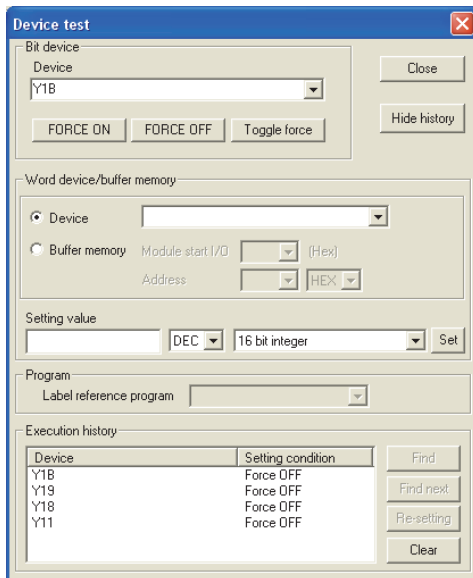 Device test
Bit device
Device
Y1B
Close
FORCE ON FORCE OFF Toggle force
Hide history
Word device/buffer memory
Device
Buffer memory Module start I/O (Hex)
Address HEX
Setting value
DEC 16 bit integer Set
Program
Label reference program
Execution history
Device Setting condition
Y1B Force OFF
Y19 Force OFF
Y18 Force OFF
Y11 Force OFF
Find
Find next
Re-setting
Clear